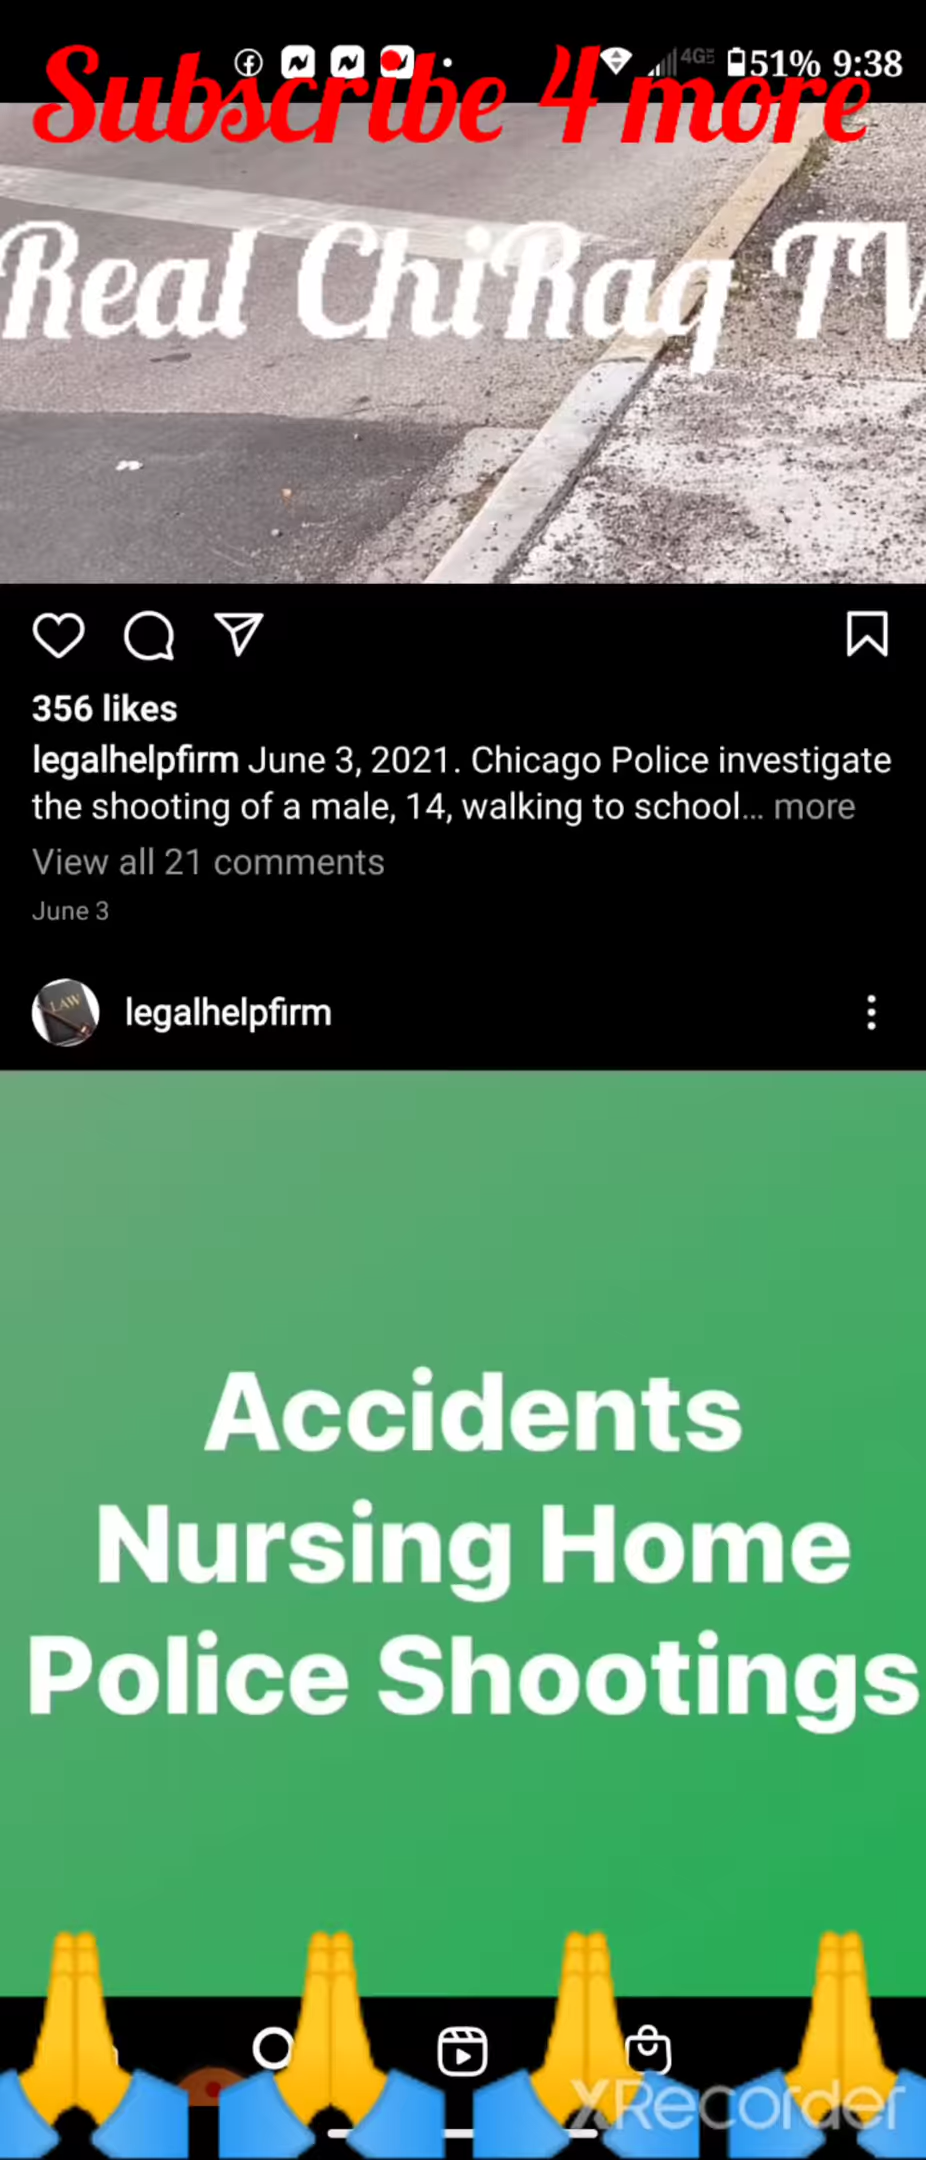 51% 9:38
4GE
Subscribe 4 more
Real ChiRaq TV
356 likes
legalhelpfirm June 3, 2021. Chicago Police investigate
the shooting of a male, 14, walking to school... more
View all 21 comments
June 3
LAW
legalhelpfirm
Accidents
Nursing Home
Police Shootings
XRecorder